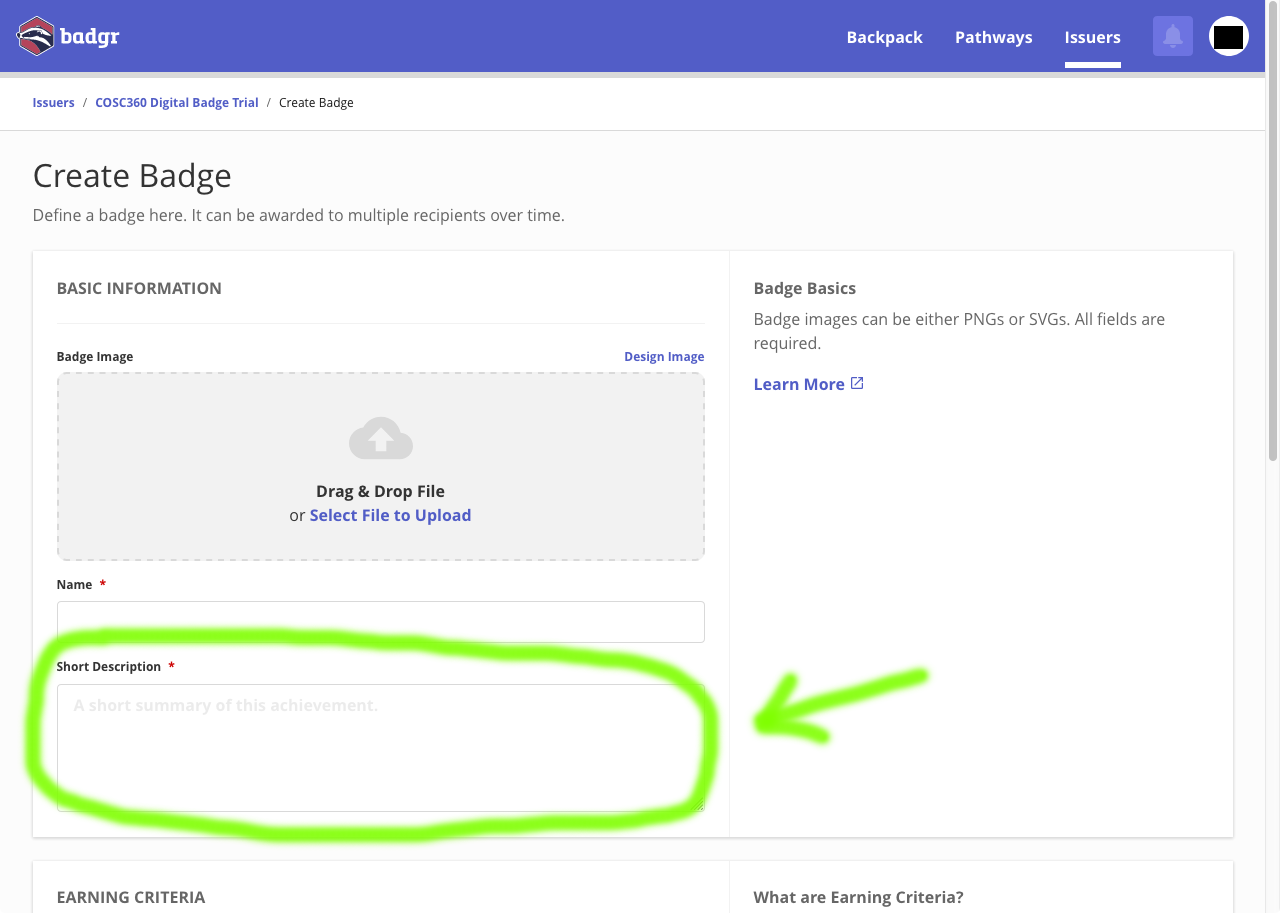 badgr
Backpack Pathways Issuers
Issuers / COSC360 Digital Badge Trial / Create Badge
Create Badge
Define a badge here. It can be awarded to multiple recipients over time.
BASIC INFORMATION
Badge Image Design Image
Drag & Drop File
or Select File to Upload
Name *
Short Description *
A short summary of this achievement.
Badge Basics
Badge images can be either PNGs or SVGs. All fields are
required.
Learn More
EARNING CRITERIA
What are Earning Criteria?